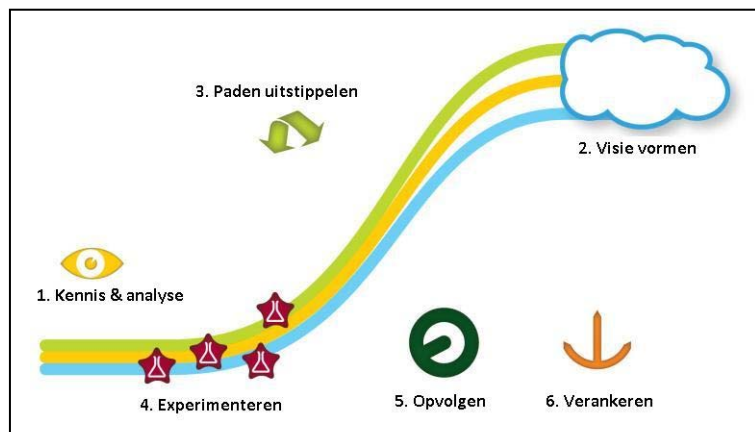 3. Paden uitstippelen
2. Visie vormen
1. Kennis & analyse
4. Experimenteren
5. Opvolgen
6. Verankeren